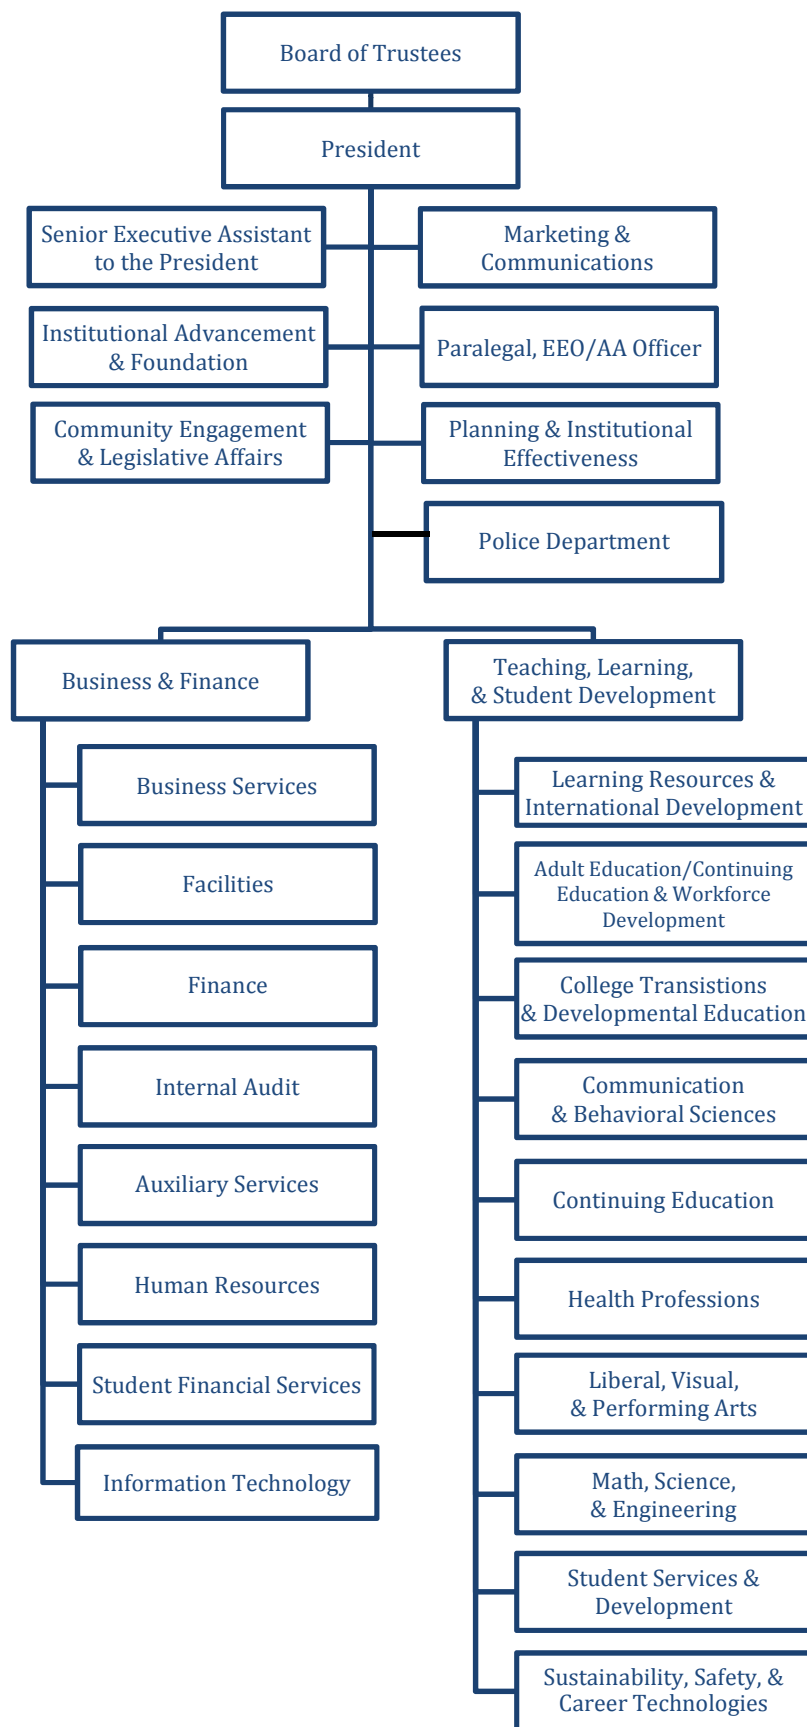 Board of Trustees
President
Senior Executive Assistant
to the President
Marketing &
Communications
Institutional Advancement
& Foundation
Paralegal, EEO/AA Officer
Community Engagement
& Legislative Affairs
Planning & Institutional
Effectiveness
Police Department
Business & Finance
Business Services
Facilities
Finance
Internal Audit
Auxiliary Services
Human Resources
Student Financial Services
Information Technology
Teaching, Learning,
& Student Development
Learning Resources &
International Development
Adult Education/Continuing
Education & Workforce
Development
College Transistions
& Developmental Education
Communication
& Behavioral Sciences
Continuing Education
Health Professions
Liberal, Visual,
& Performing Arts
Math, Science,
& Engineering
Student Services &
Development
Sustainability, Safety, &
Career Technologies